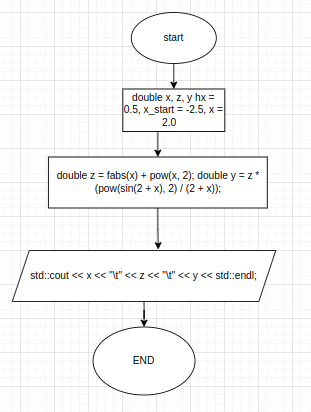 start
double x, z, y hx =
0.5, x_start = -2.5, x =
2.0
double z = fabs(x) + pow(x, 2); double y = z *
(pow(sin(2 + x), 2) / (2 + x));
std::cout << x << "\t" << z << "\t" << y << std::endl;
END